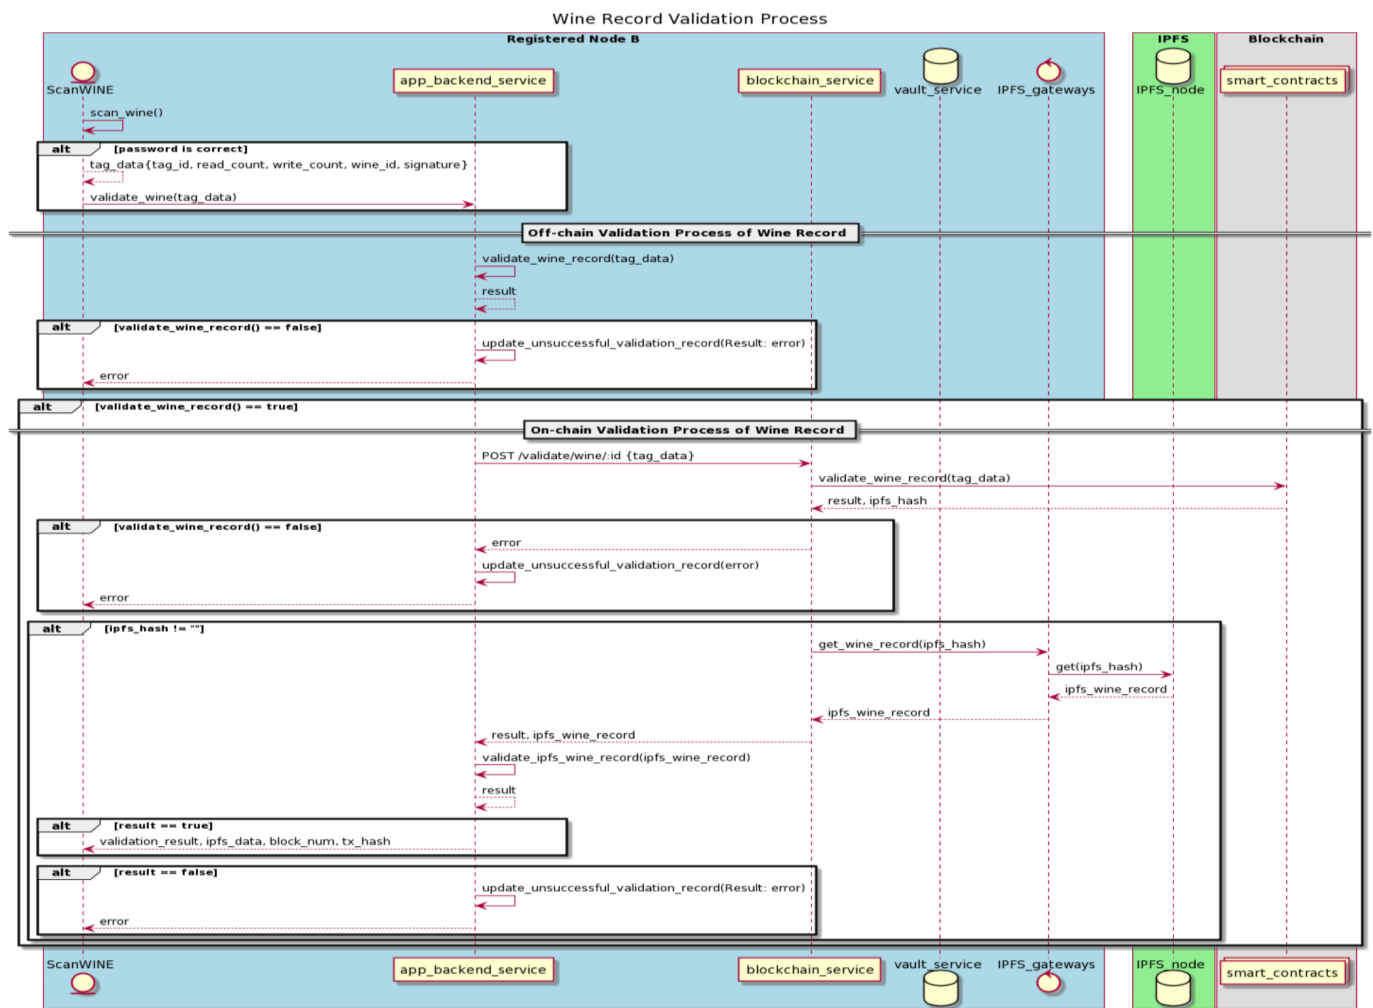 Wine Record Validation Process
Registered Node B
IPFS
Blockchain
ScanWINE
app_backend_service
blockchain_service
vault_service
IPFS_gateways
IPFS_node
smart_contracts
scan_wine()
alt [password is correct]
tag_data{tag_id, read_count, write_count, wine_id, signature}
validate_wine(tag_data)
Off-chain Validation Process of Wine Record
validate_wine_record(tag_data)
result
alt [validate_wine_record() == false]
update_unsuccessful_validation_record(Result: error)
error
alt [validate_wine_record() == true]
On-chain Validation Process of Wine Record
POST /validate/wine/:id {tag_data}
validate_wine_record(tag_data)
result, ipfs_hash
alt [validate_wine_record() == false]
error
update_unsuccessful_validation_record(error)
error
alt [ipfs_hash != ""]
get_wine_record(ipfs_hash)
get(ipfs_hash)
ipfs_wine_record
ipfs_wine_record
result, ipfs_wine_record
validate_ipfs_wine_record(ipfs_wine_record)
result
alt [result == true]
validation_result, ipfs_data, block_num, tx_hash
alt [result == false]
update_unsuccessful_validation_record(Result: error)
error
ScanWINE
app_backend_service
blockchain_service
vault_service
IPFS_gateways
IPFS_node
smart_contracts